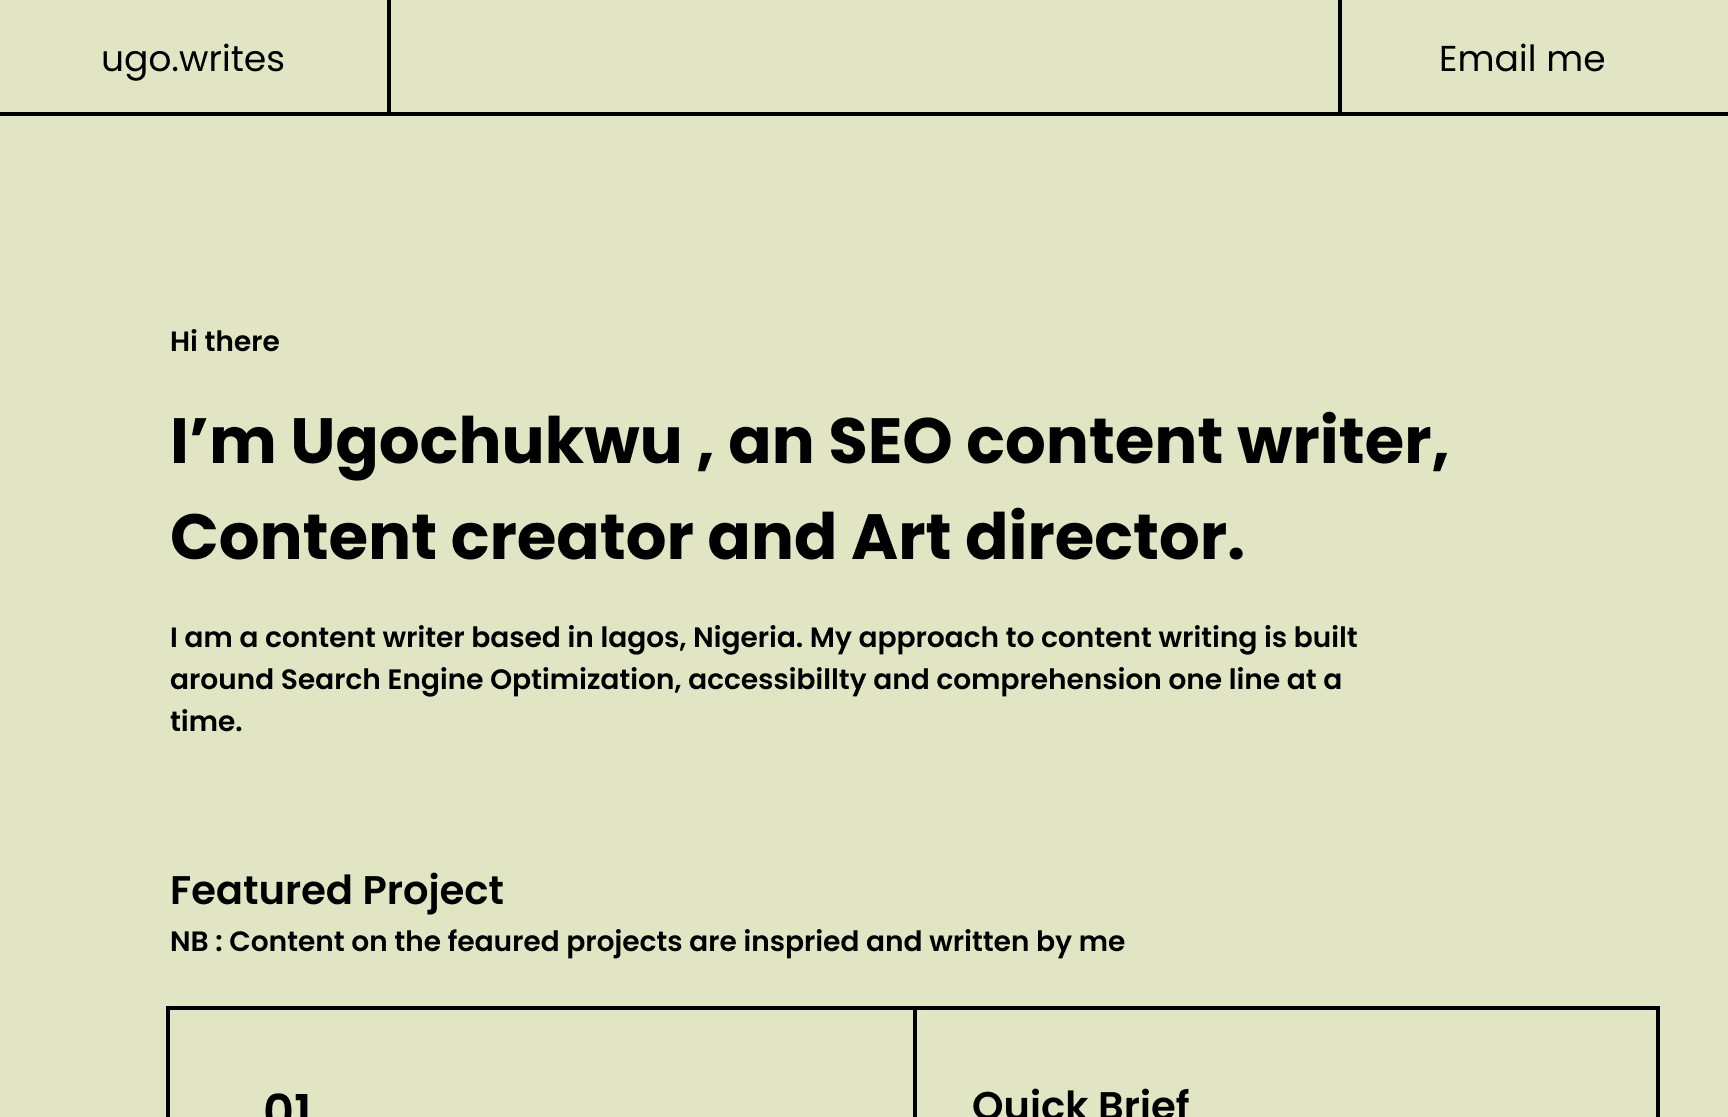 ugo.writes
Email me
Hi there
I’m Ugochukwu , an SEO content writer,
Content creator and Art director.
I am a content writer based in lagos, Nigeria. My approach to content writing is built
around Search Engine Optimization, accessibillty and comprehension one line at a
time.
Featured Project
NB : Content on the feaured projects are inspried and written by me
01
Quick Brief